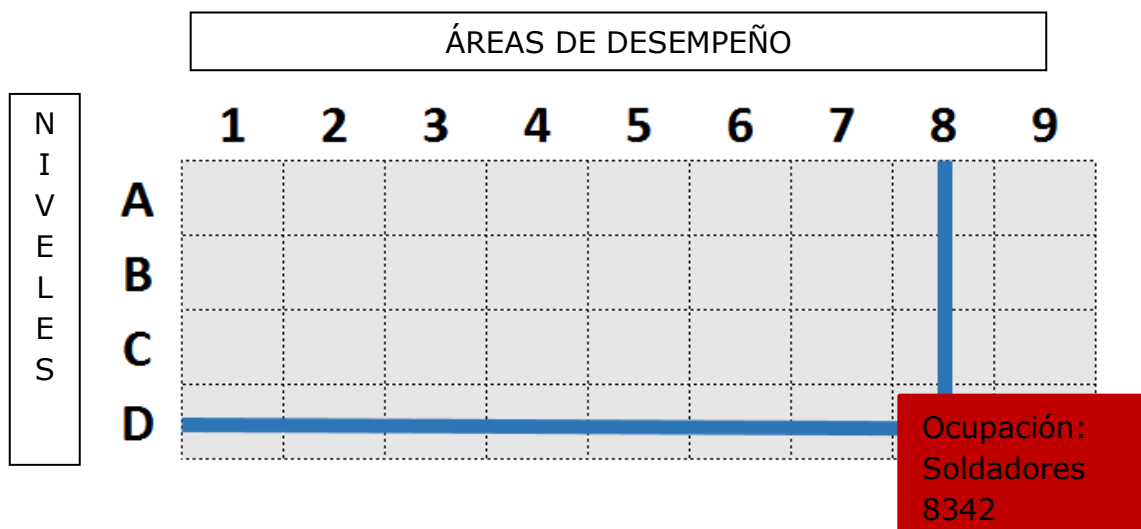 ÁREAS DE DESEMPEÑO
N
I
V
E
L
E
S
1 2 3 4 5 6 7 8 9
A
B
C
D
Ocupación:
Soldadores
8342